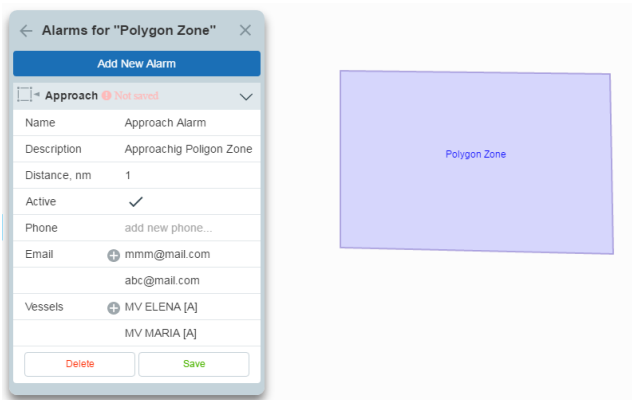 Alarms for "Polygon Zone"
Add New Alarm
Approach Not saved
Name Approach Alarm
Description Approachig Poligon Zone
Distance, nm 1
Active
Phone add new phone...
Email mmm@mail.com
abc@mail.com
Vessels MV ELENA [A]
MV MARIA [A]
Delete Save
Polygon Zone